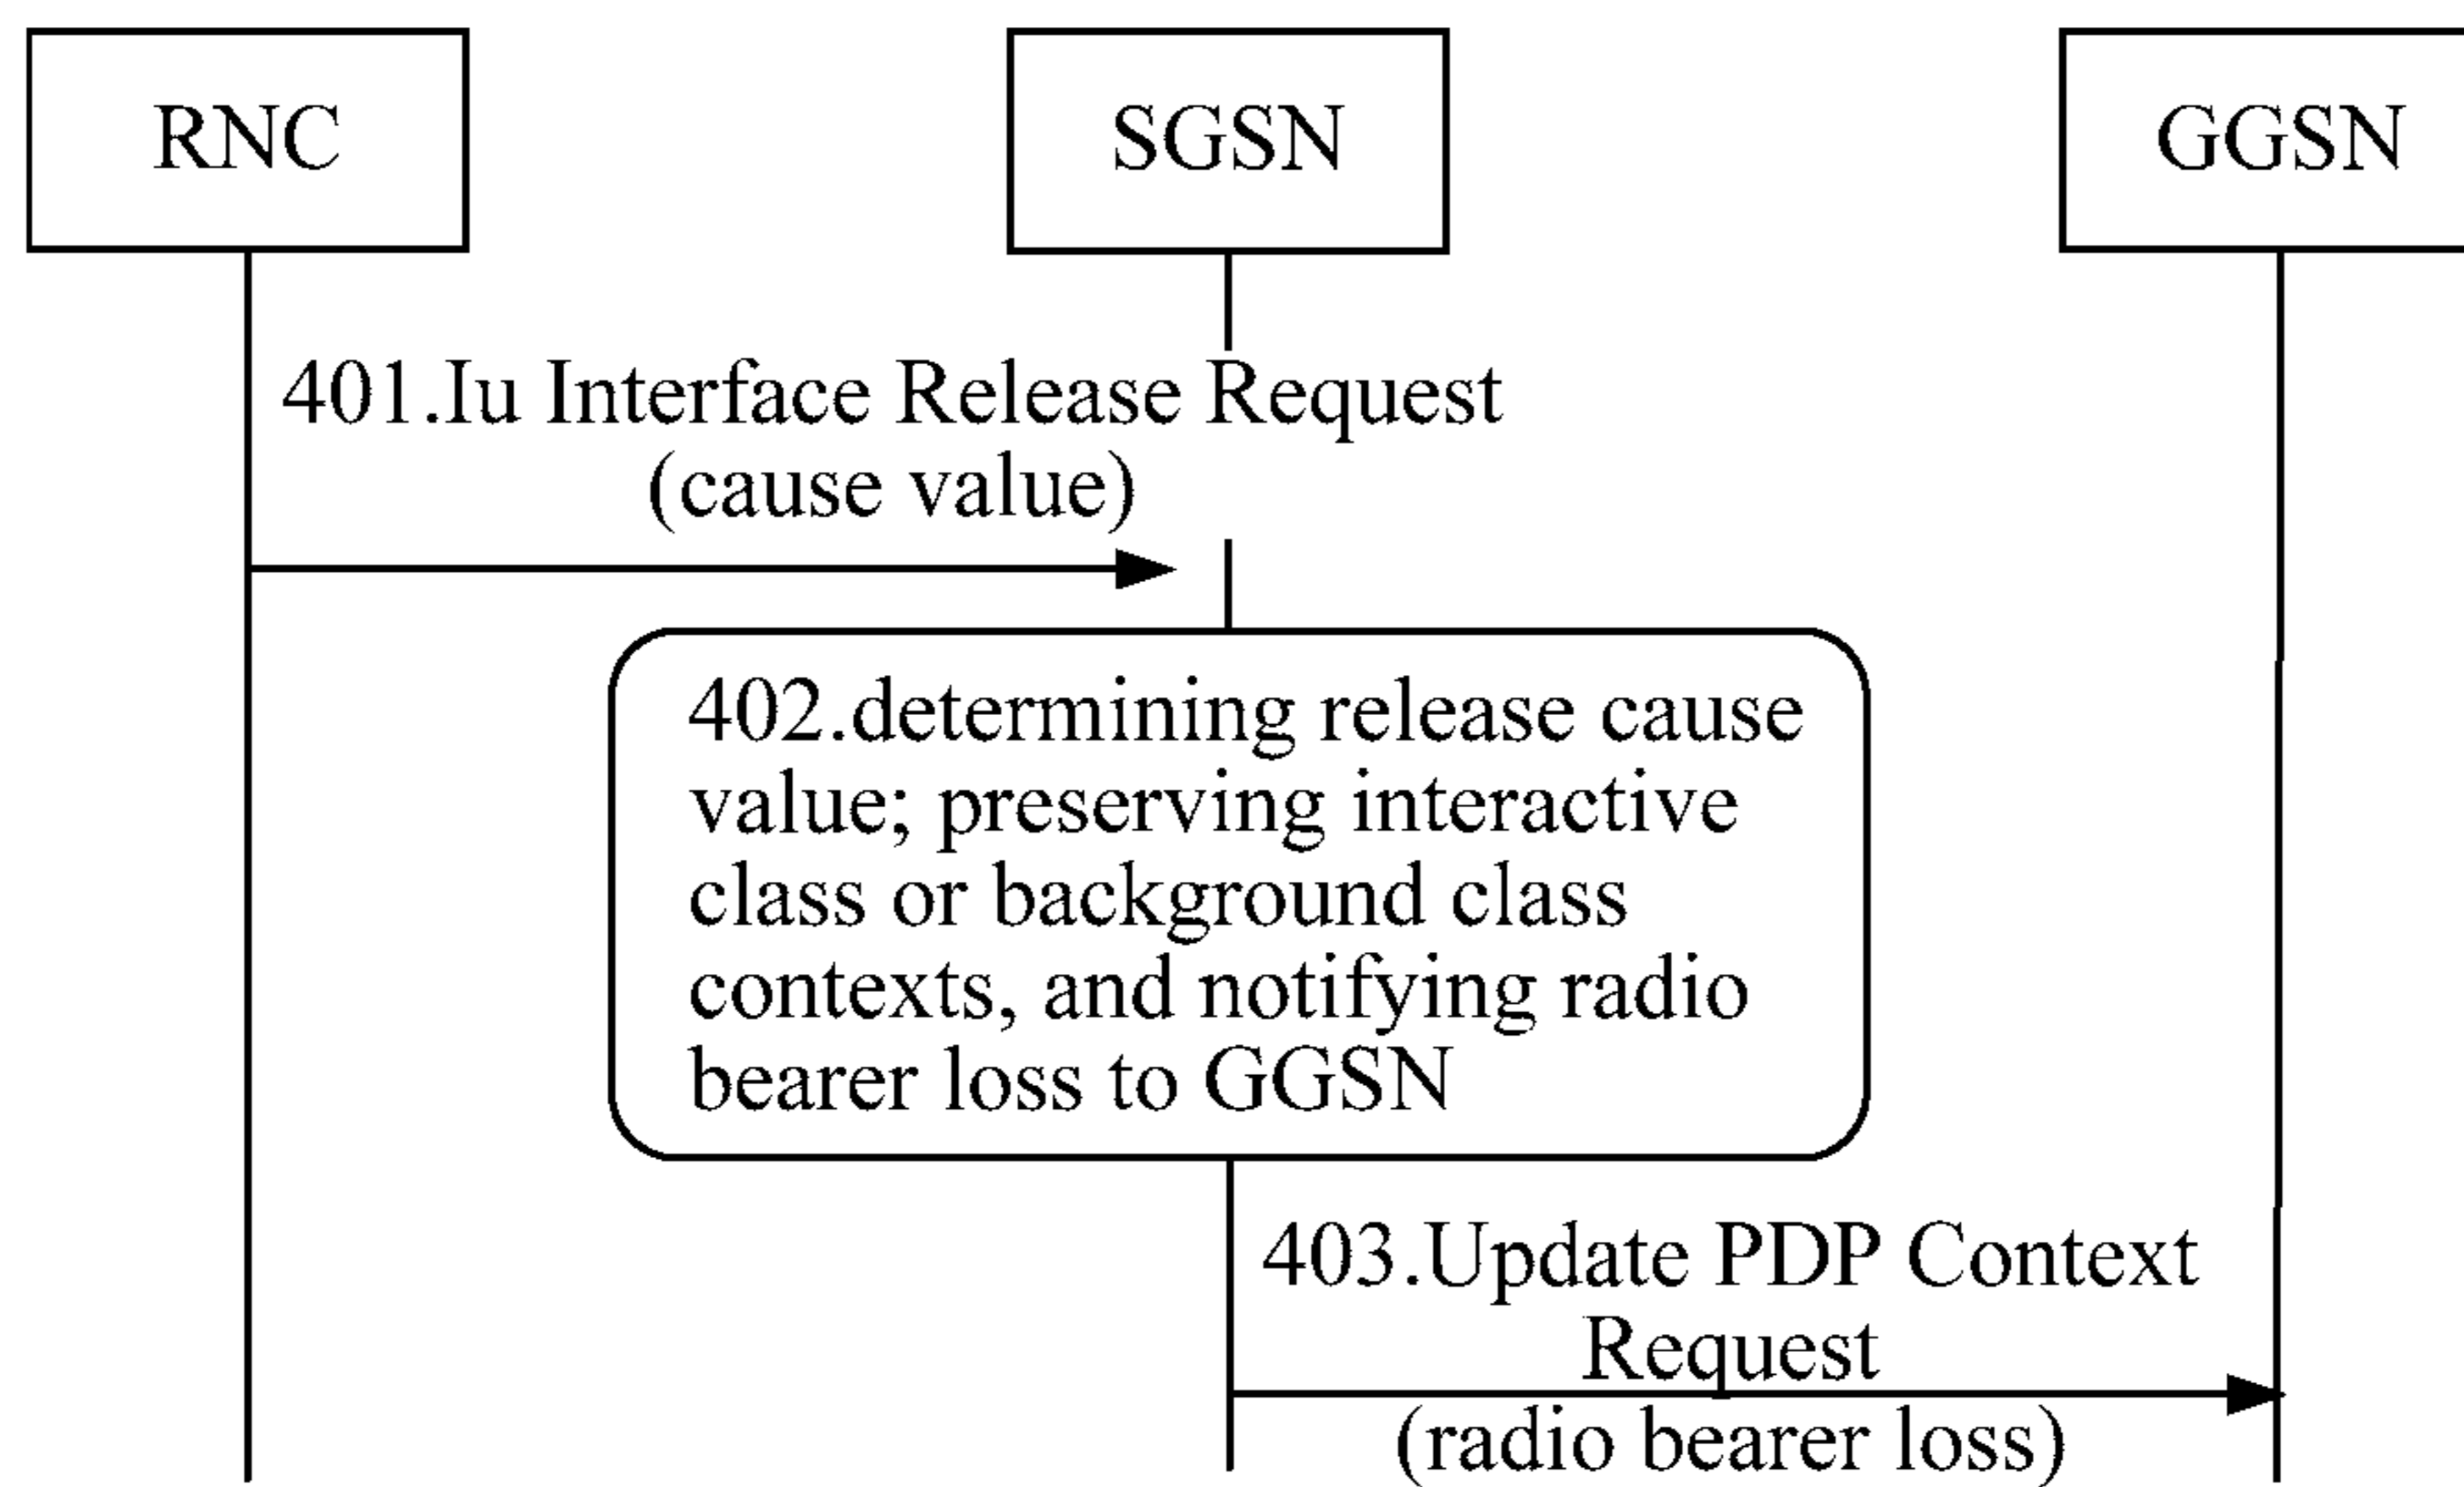 RNC
SGSN
GGSN
401.Iu Interface Release Request
(cause value)
402.determining release cause
value; preserving interactive
class or background class
contexts, and notifying radio
bearer loss to GGSN
403.Update PDP Context
Request
(radio bearer loss)